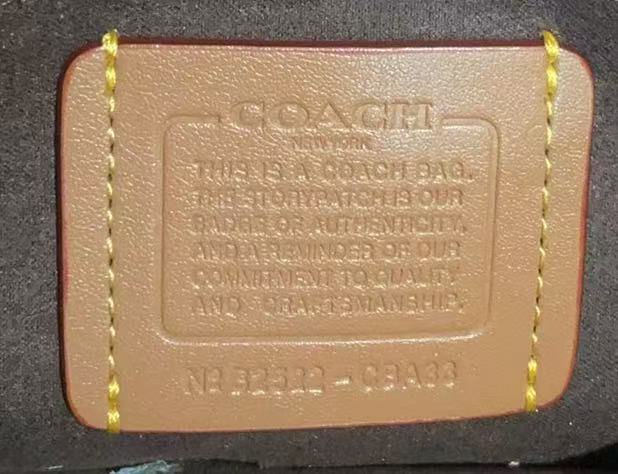 COACH
NEW YORK
THIS IS A COACH BAG.
THE STORYPATCH IS OUR
BADGE OF AUTHENTICITY,
AND A REMINDER OF OUR
COMMITMENT TO QUALITY
AND CRAFTSMANSHIP.